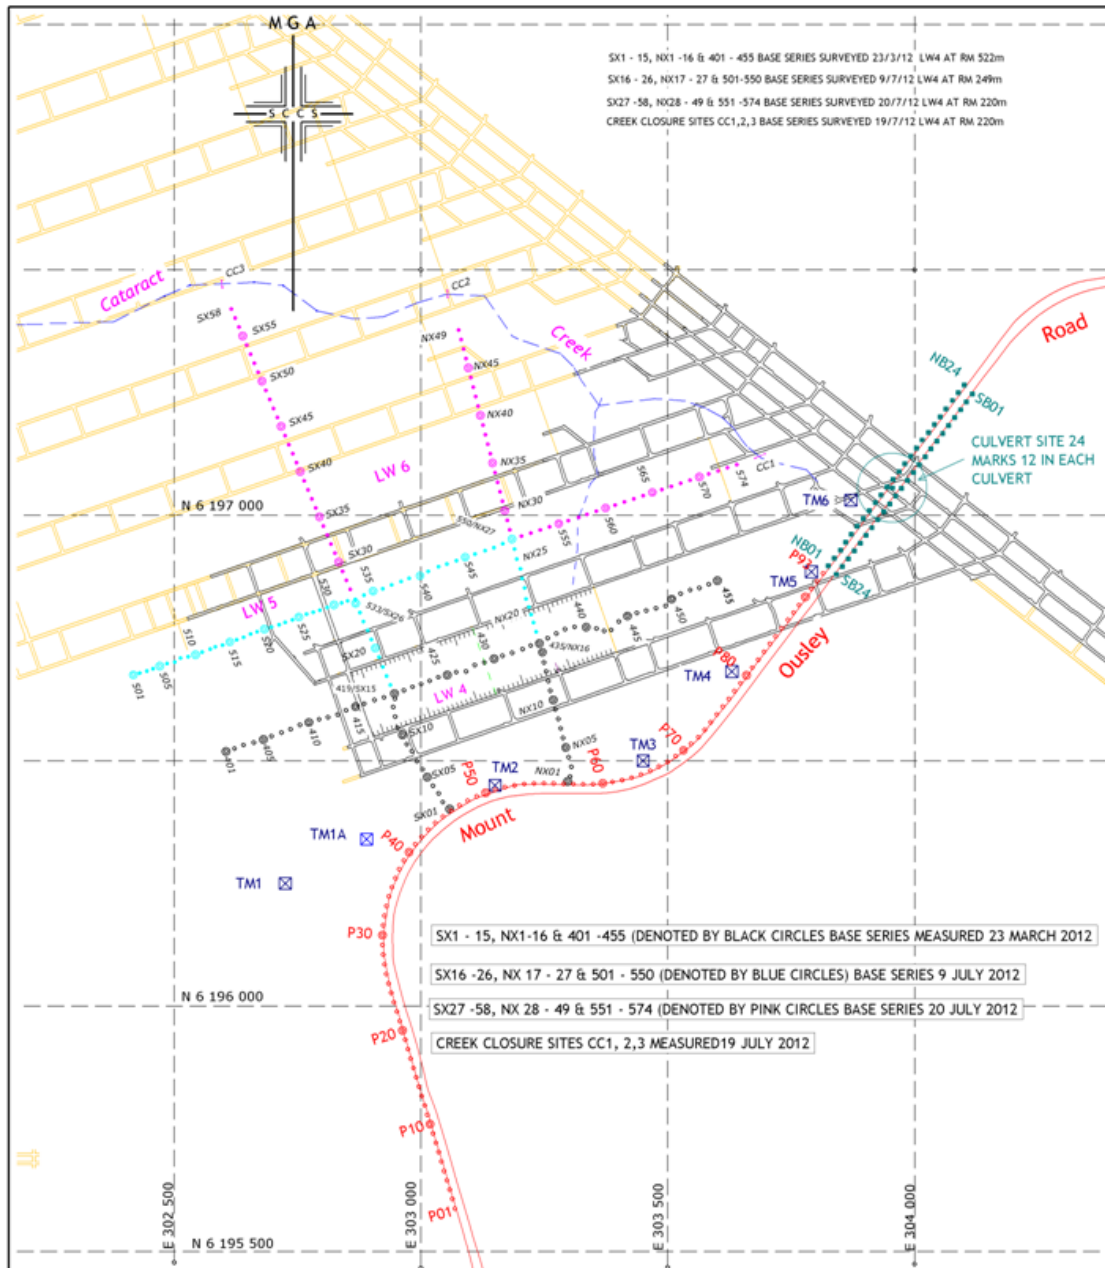 M G A
SX1 - 15, NX1 -16 & 401 - 455 BASE SERIES SURVEYED 23/3/12 LW4 AT RM 522m
SX16 - 26, NX17 - 27 & 501-550 BASE SERIES SURVEYED 9/7/12 LW4 AT RM 249m
SX27 -58, NX28 - 49 & 551 -574 BASE SERIES SURVEYED 20/7/12 LW4 AT RM 220m
CREEK CLOSURE SITES CC1,2,3 BASE SERIES SURVEYED 19/7/12 LW4 AT RM 220m
S C C S
Cataract
CC3
CC2
SX58
SX55
NX49
Creek
Road
SX50
NX45
NB24
SB01
SX45
NX40
CULVERT SITE 24
MARKS 12 IN EACH
CULVERT
SX40
LW 6
NX35
565
570
574
CC1
TM6
N 6 197 000
SX35
NX30
550/NX27
555
560
SX30
545
NX25
NB01
P93
TM5
SB24
LW 5
530
535
540
533/SX26
525
520
515
510
505
501
NX20
440
445
450
455
SX20
425
430
435/NX16
P80
TM4
Ousley
419/SX15
LW 4
415
410
405
401
SX10
NX10
P70
TM3
SX05
NX05
NX01
P60
P50
TM2
SX01
Mount
TM1A
P40
TM1
P30
SX1 - 15, NX1-16 & 401 -455 (DENOTED BY BLACK CIRCLES BASE SERIES MEASURED 23 MARCH 2012
SX16 -26, NX 17 - 27 & 501 - 550 (DENOTED BY BLUE CIRCLES) BASE SERIES 9 JULY 2012
N 6 196 000
SX27 -58, NX 28 - 49 & 551 - 574 (DENOTED BY PINK CIRCLES BASE SERIES 20 JULY 2012
P20
CREEK CLOSURE SITES CC1, 2,3 MEASURED19 JULY 2012
P10
P01
E 302 500
E 303 000
E 303 500
E 304 000
N 6 195 500